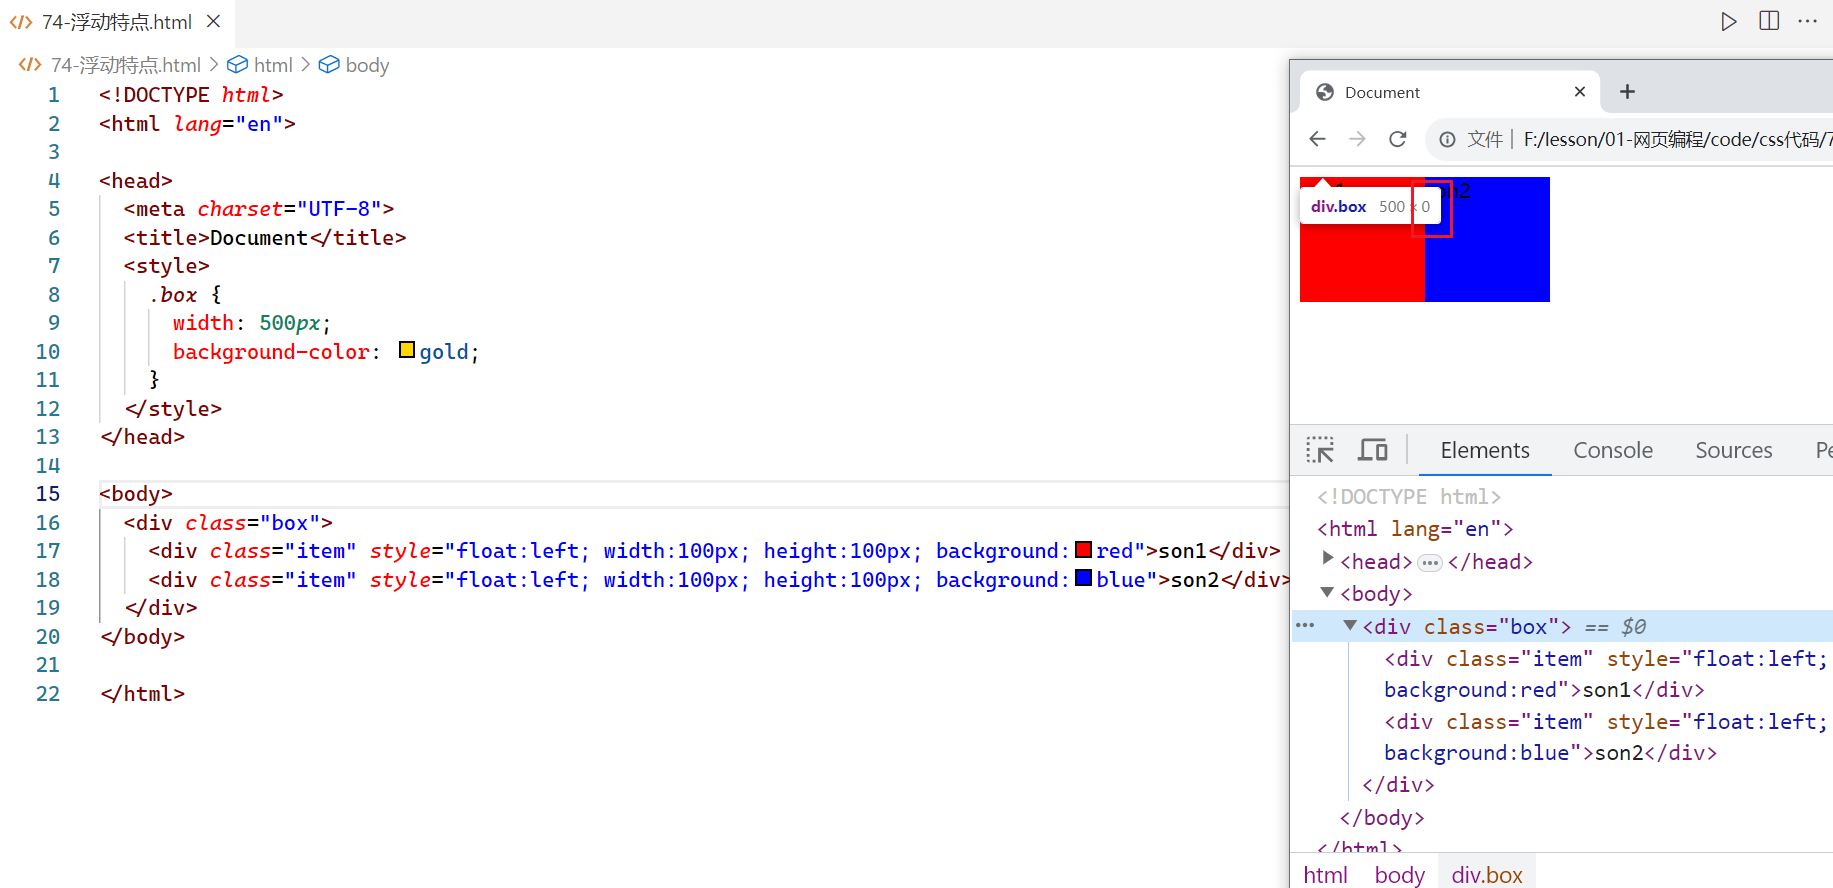 74-浮动特点.html
74-浮动特点.html > html > body
1 <!DOCTYPE html>
2 <html lang="en">
3
4 <head>
5 <meta charset="UTF-8">
6 <title>Document</title>
7 <style>
8 .box {
9 width: 500px;
10 background-color: gold;
11 }
12 </style>
13 </head>
14
15 <body>
16 <div class="box">
17 <div class="item" style="float:left; width:100px; height:100px; background:red">son1</div>
18 <div class="item" style="float:left; width:100px; height:100px; background:blue">son2</div>
19 </div>
20 </body>
21
22 </html>
Document
文件 | F:/lesson/01-网页编程/code/css代码/7
div.box 500 × 0
Elements Console Sources Pe
<!DOCTYPE html>
<html lang="en">
<head>…</head>
<body>
<div class="box"> == $0
<div class="item" style="float:left;
background:red">son1</div>
<div class="item" style="float:left;
background:blue">son2</div>
</div>
</body>
</html>
html body div.box